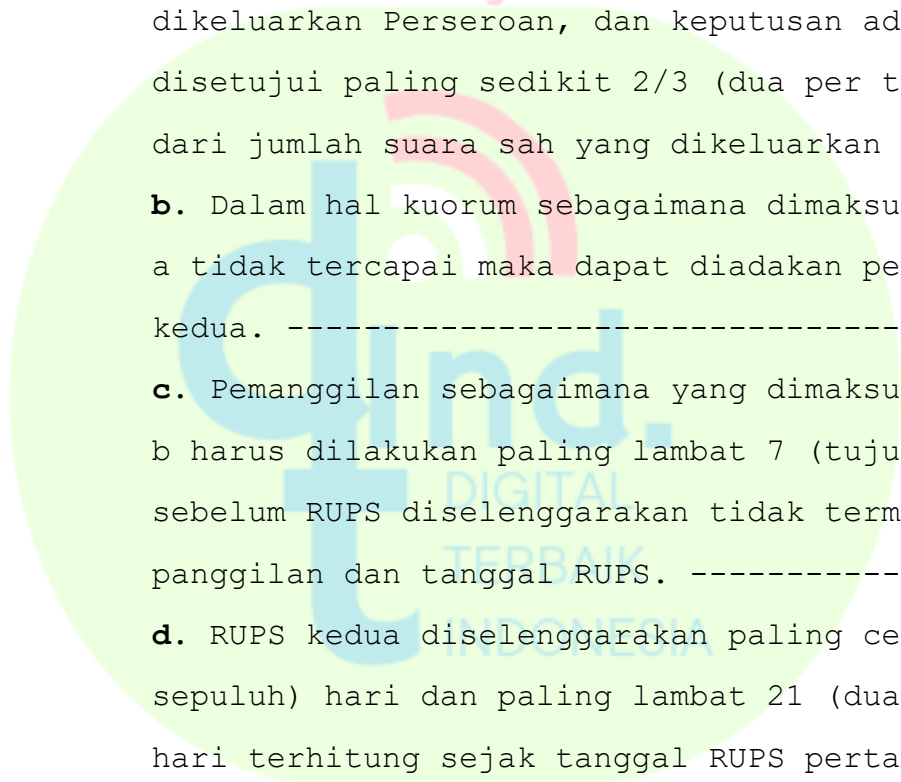 dikeluarkan Perseroan, dan keputusan ad
disetujui paling sedikit 2/3 (dua per t
dari jumlah suara sah yang dikeluarkan
b. Dalam hal kuorum sebagaimana dimaksu
a tidak tercapai maka dapat diadakan pe
kedua. --------------------------------
c. Pemanggilan sebagaimana yang dimaksu
b harus dilakukan paling lambat 7 (tuju
sebelum RUPS diselenggarakan tidak term
panggilan dan tanggal RUPS. -----------
d. RUPS kedua diselenggarakan paling ce
sepuluh) hari dan paling lambat 21 (dua
hari terhitung sejak tanggal RUPS perta
dt Ind.
DIGITAL
TERBAIK
INDONESIA